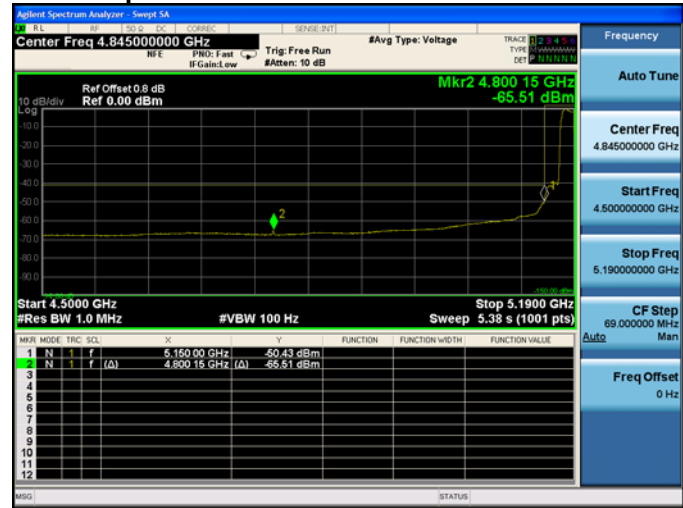 Agilent Spectrum Analyzer - Swept SA
RL RF 50 Ω DC CORREC SENSE:INT
Center Freq 4.845000000 GHz
NFE PNO: Fast
IFGain:Low
Trig: Free Run
#Atten: 10 dB
#Avg Type: Voltage
TRACE 1 2 3 4 5 6
TYPE
DET P N N N N N
Frequency
Auto Tune
Ref Offset 0.8 dB
10 dB/div Ref 0.00 dBm
Log
Mkr2 4.800 15 GHz
-65.51 dBm
-10.0
-20.0
-30.0
-40.0
-50.0
-60.0
-70.0
-80.0
-90.0
1
2
-150.00 dBm
Center Freq
4.845000000 GHz
Start Freq
4.500000000 GHz
Stop Freq
5.190000000 GHz
Start 4.5000 GHz
Stop 5.1900 GHz
#Res BW 1.0 MHz #VBW 100 Hz Sweep 5.38 s (1001 pts)
CF Step
69.000000 MHz
Auto Man
Freq Offset
0 Hz
MKR MODE TRC SCL X Y FUNCTION FUNCTION WIDTH FUNCTION VALUE
1 N 1 f 5.150 00 GHz -50.43 dBm
2 N 1 f (Δ) 4.800 15 GHz (Δ) -65.51 dBm
3
4
5
6
7
8
9
10
11
12
MSG STATUS